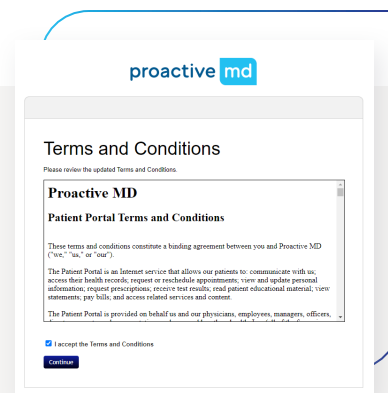 proactive md
Terms and Conditions
Please review the updated Terms and Conditions.
Proactive MD
Patient Portal Terms and Conditions
These terms and conditions constitute a binding agreement between you and Proactive MD
("we," "us," or "our").
The Patient Portal is an Internet service that allows our patients to: communicate with us;
access their health records; request or reschedule appointments; view and update personal
information; request prescriptions; receive test results; read patient educational material; view
statements; pay bills; and access related services and content.
The Patient Portal is provided on behalf us and our physicians, employees, managers, officers,
I accept the Terms and Conditions
Continue